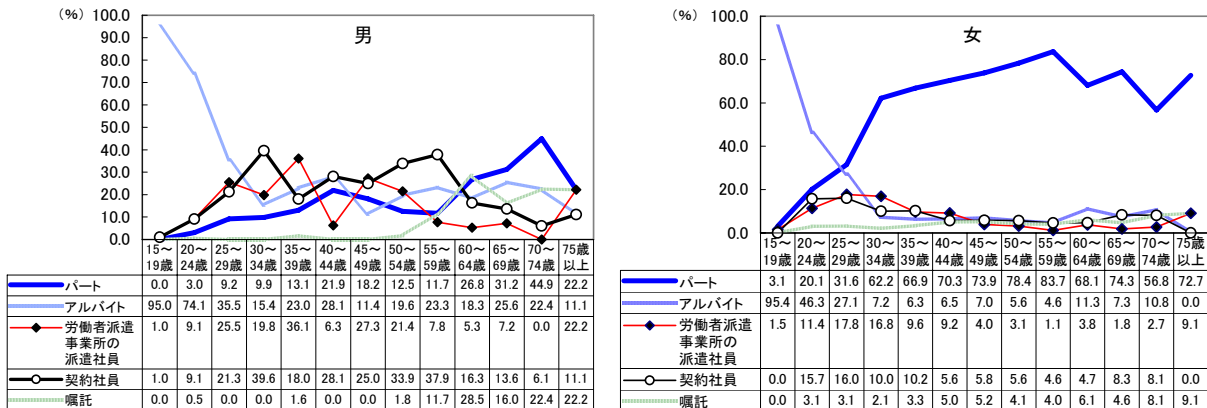 (%)
男
100.0
90.0
80.0
70.0
60.0
50.0
40.0
30.0
20.0
10.0
0.0
15~ 20~ 25~ 30~ 35~ 40~ 45~ 50~ 55~ 60~ 65~ 70~ 75歳
19歳 24歳 29歳 34歳 39歳 44歳 49歳 54歳 59歳 64歳 69歳 74歳 以上
パート 0.0 3.0 9.2 9.9 13.1 21.9 18.2 12.5 11.7 26.8 31.2 44.9 22.2
アルバイト 95.0 74.1 35.5 15.4 23.0 28.1 11.4 19.6 23.3 18.3 25.6 22.4 11.1
労働者派遣 1.0 9.1 25.5 19.8 36.1 6.3 27.3 21.4 7.8 5.3 7.2 0.0 22.2
事業所の
派遣社員
契約社員 1.0 9.1 21.3 39.6 18.0 28.1 25.0 33.9 37.9 16.3 13.6 6.1 11.1
嘱託 0.0 0.5 0.0 0.0 1.6 0.0 0.0 1.8 11.7 28.5 16.0 22.4 22.2
(%)
女
100.0
80.0
60.0
40.0
20.0
0.0
15~ 20~ 25~ 30~ 35~ 40~ 45~ 50~ 55~ 60~ 65~ 70~ 75歳
19歳 24歳 29歳 34歳 39歳 44歳 49歳 54歳 59歳 64歳 69歳 74歳 以上
パート 3.1 20.1 31.6 62.2 66.9 70.3 73.9 78.4 83.7 68.1 74.3 56.8 72.7
アルバイト 95.4 46.3 27.1 7.2 6.3 6.5 7.0 5.6 4.6 11.3 7.3 10.8 0.0
労働者派遣 1.5 11.4 17.8 16.8 9.6 9.2 4.0 3.1 1.1 3.8 1.8 2.7 9.1
事業所の
派遣社員
契約社員 0.0 15.7 16.0 10.0 10.2 5.6 5.8 5.6 4.6 4.7 8.3 8.1 0.0
嘱託 0.0 3.1 3.1 2.1 3.3 5.0 5.2 4.1 4.0 6.1 4.6 8.1 9.1